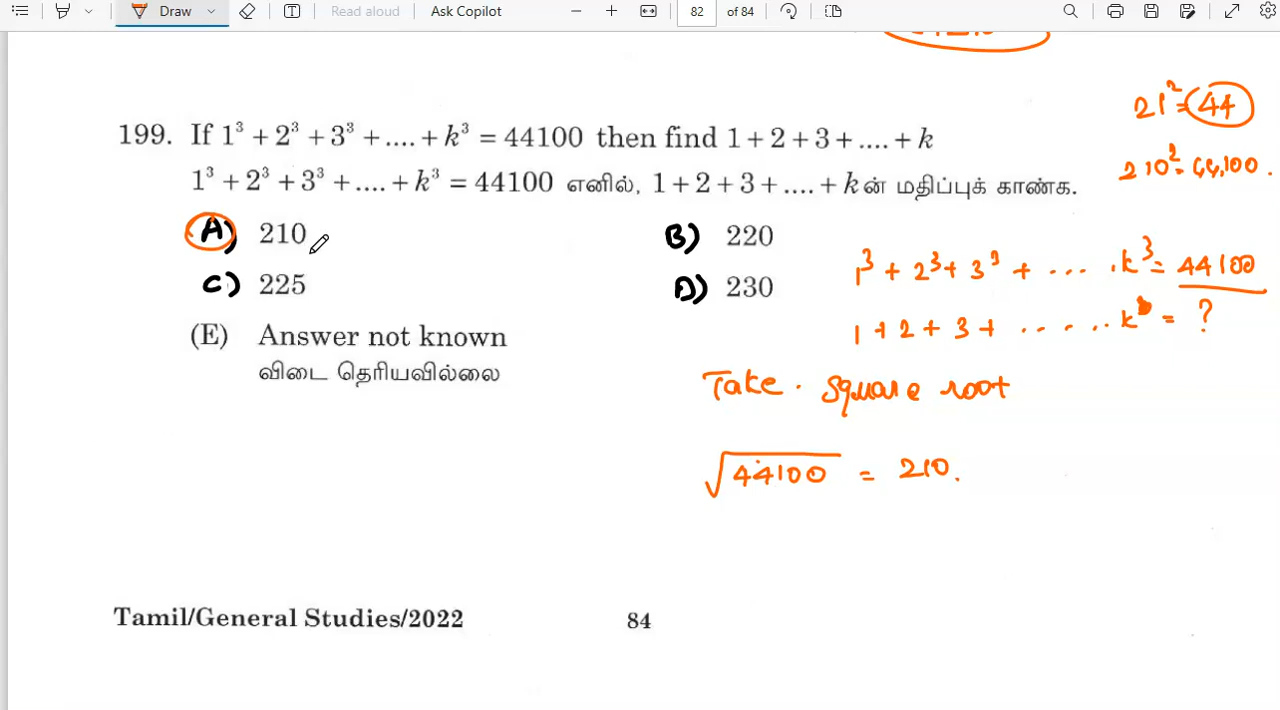 Draw
Read aloud
Ask Copilot
82 of 84
21² = 44
199. If 1³ + 2³ + 3³ + .... + k³ = 44100 then find 1 + 2 + 3 + .... + k
210² = 44,100.
1³ + 2³ + 3³ + .... + k³ = 44100 எனில், 1 + 2 + 3 + .... + k ன் மதிப்புக் காண்க.
A) 210
B) 220
1³ + 2³ + 3³ + .... . k³ = 44100
C) 225
D) 230
1 + 2 + 3 + ...... k = ?
(E) Answer not known
விடை தெரியவில்லை
Take . Square root
√44100 = 210.
Tamil/General Studies/2022
84